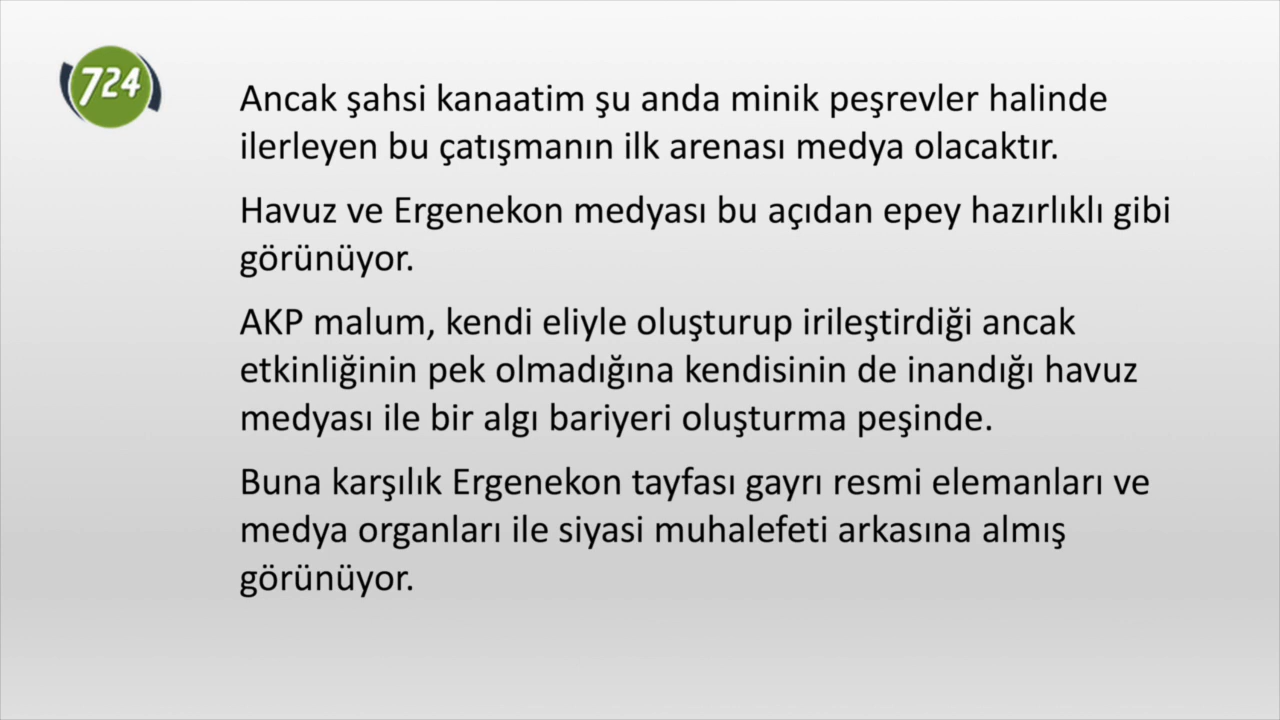 724
Ancak şahsi kanaatim şu anda minik peşrevler halinde
ilerleyen bu çatışmanın ilk arenası medya olacaktır.
Havuz ve Ergenekon medyası bu açıdan epey hazırlıklı gibi
görünüyor.
AKP malum, kendi eliyle oluşturup irileştirdiği ancak
etkinliğinin pek olmadığına kendisinin de inandığı havuz
medyası ile bir algı bariyeri oluşturma peşinde.
Buna karşılık Ergenekon tayfası gayrı resmi elemanları ve
medya organları ile siyasi muhalefeti arkasına almış
görünüyor.